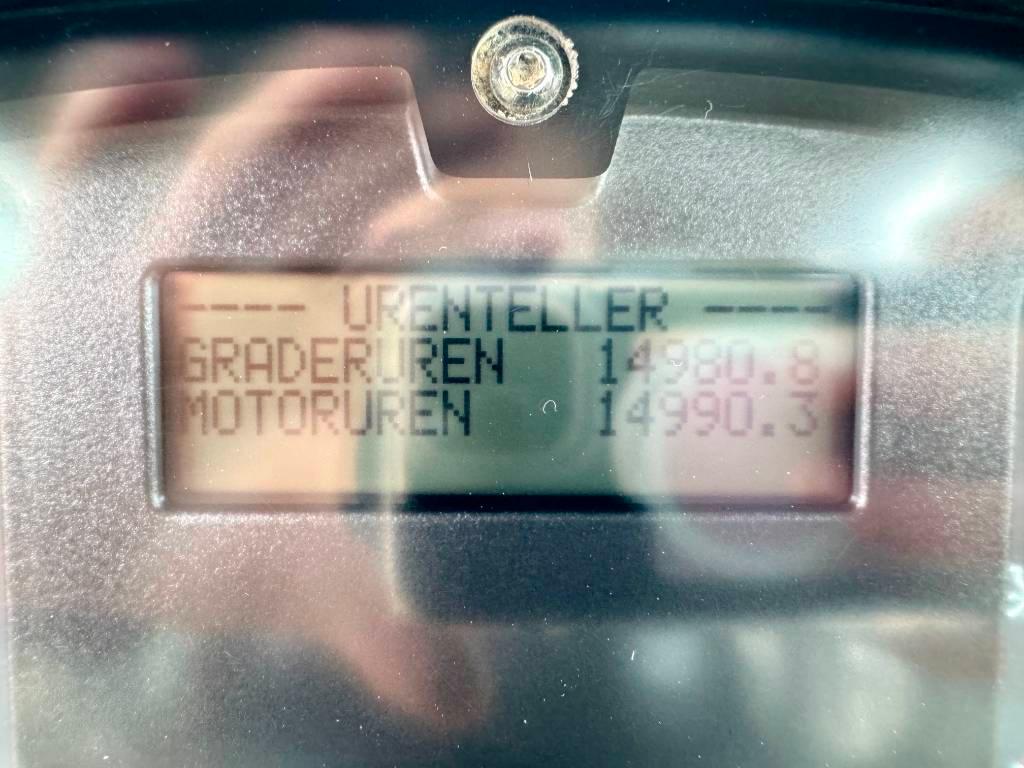 ---- URENTELLER ----
GRADERUREN 14980.8
MOTORUREN 14990.3